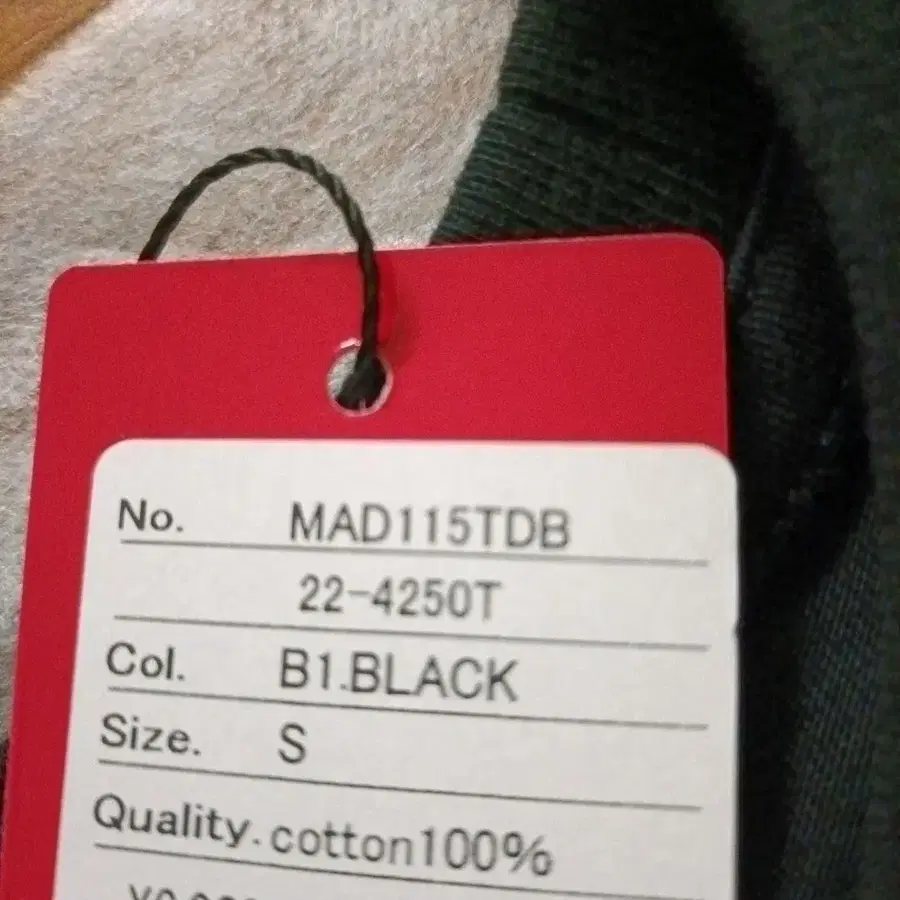 No. MAD115TDB
22-4250T
Col. B1.BLACK
Size. S
Quality. cotton100%